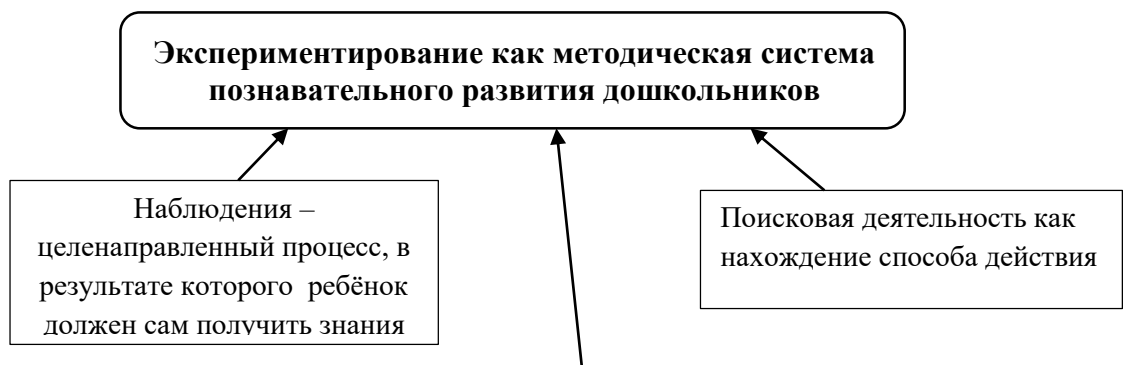 Экспериментирование как методическая система
познавательного развития дошкольников
Наблюдения –
целенаправленный процесс, в
результате которого ребёнок
должен сам получить знания
Поисковая деятельность как
нахождение способа действия